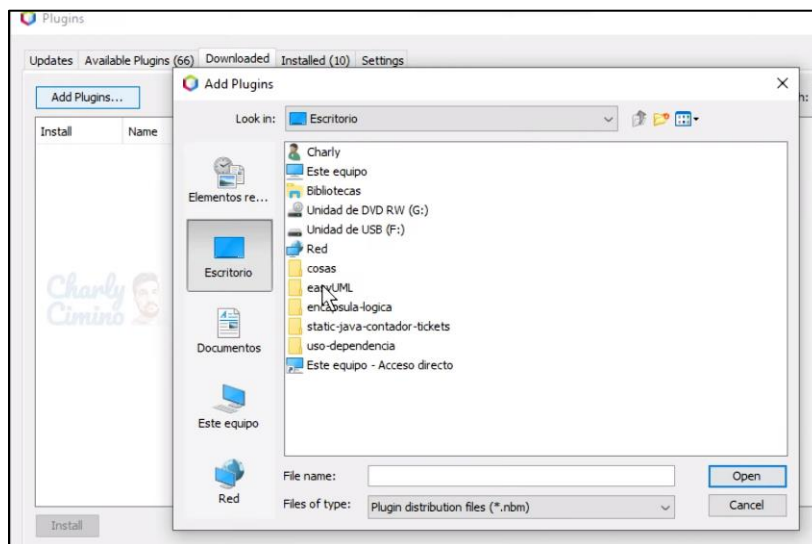 Plugins
Updates Available Plugins (66) Downloaded Installed (10) Settings
Add Plugins...
Install Name
Add Plugins
Look in: Escritorio
h:
Elementos re...
Escritorio
Documentos
Este equipo
Red
Charly
Este equipo
Bibliotecas
Unidad de DVD RW (G:)
Unidad de USB (F:)
Red
cosas
easyUML
encapsula-logica
static-java-contador-tickets
uso-dependencia
Este equipo - Acceso directo
File name:
Open
Files of type: Plugin distribution files (*.nbm)
Cancel
Charly
Cimino
Install